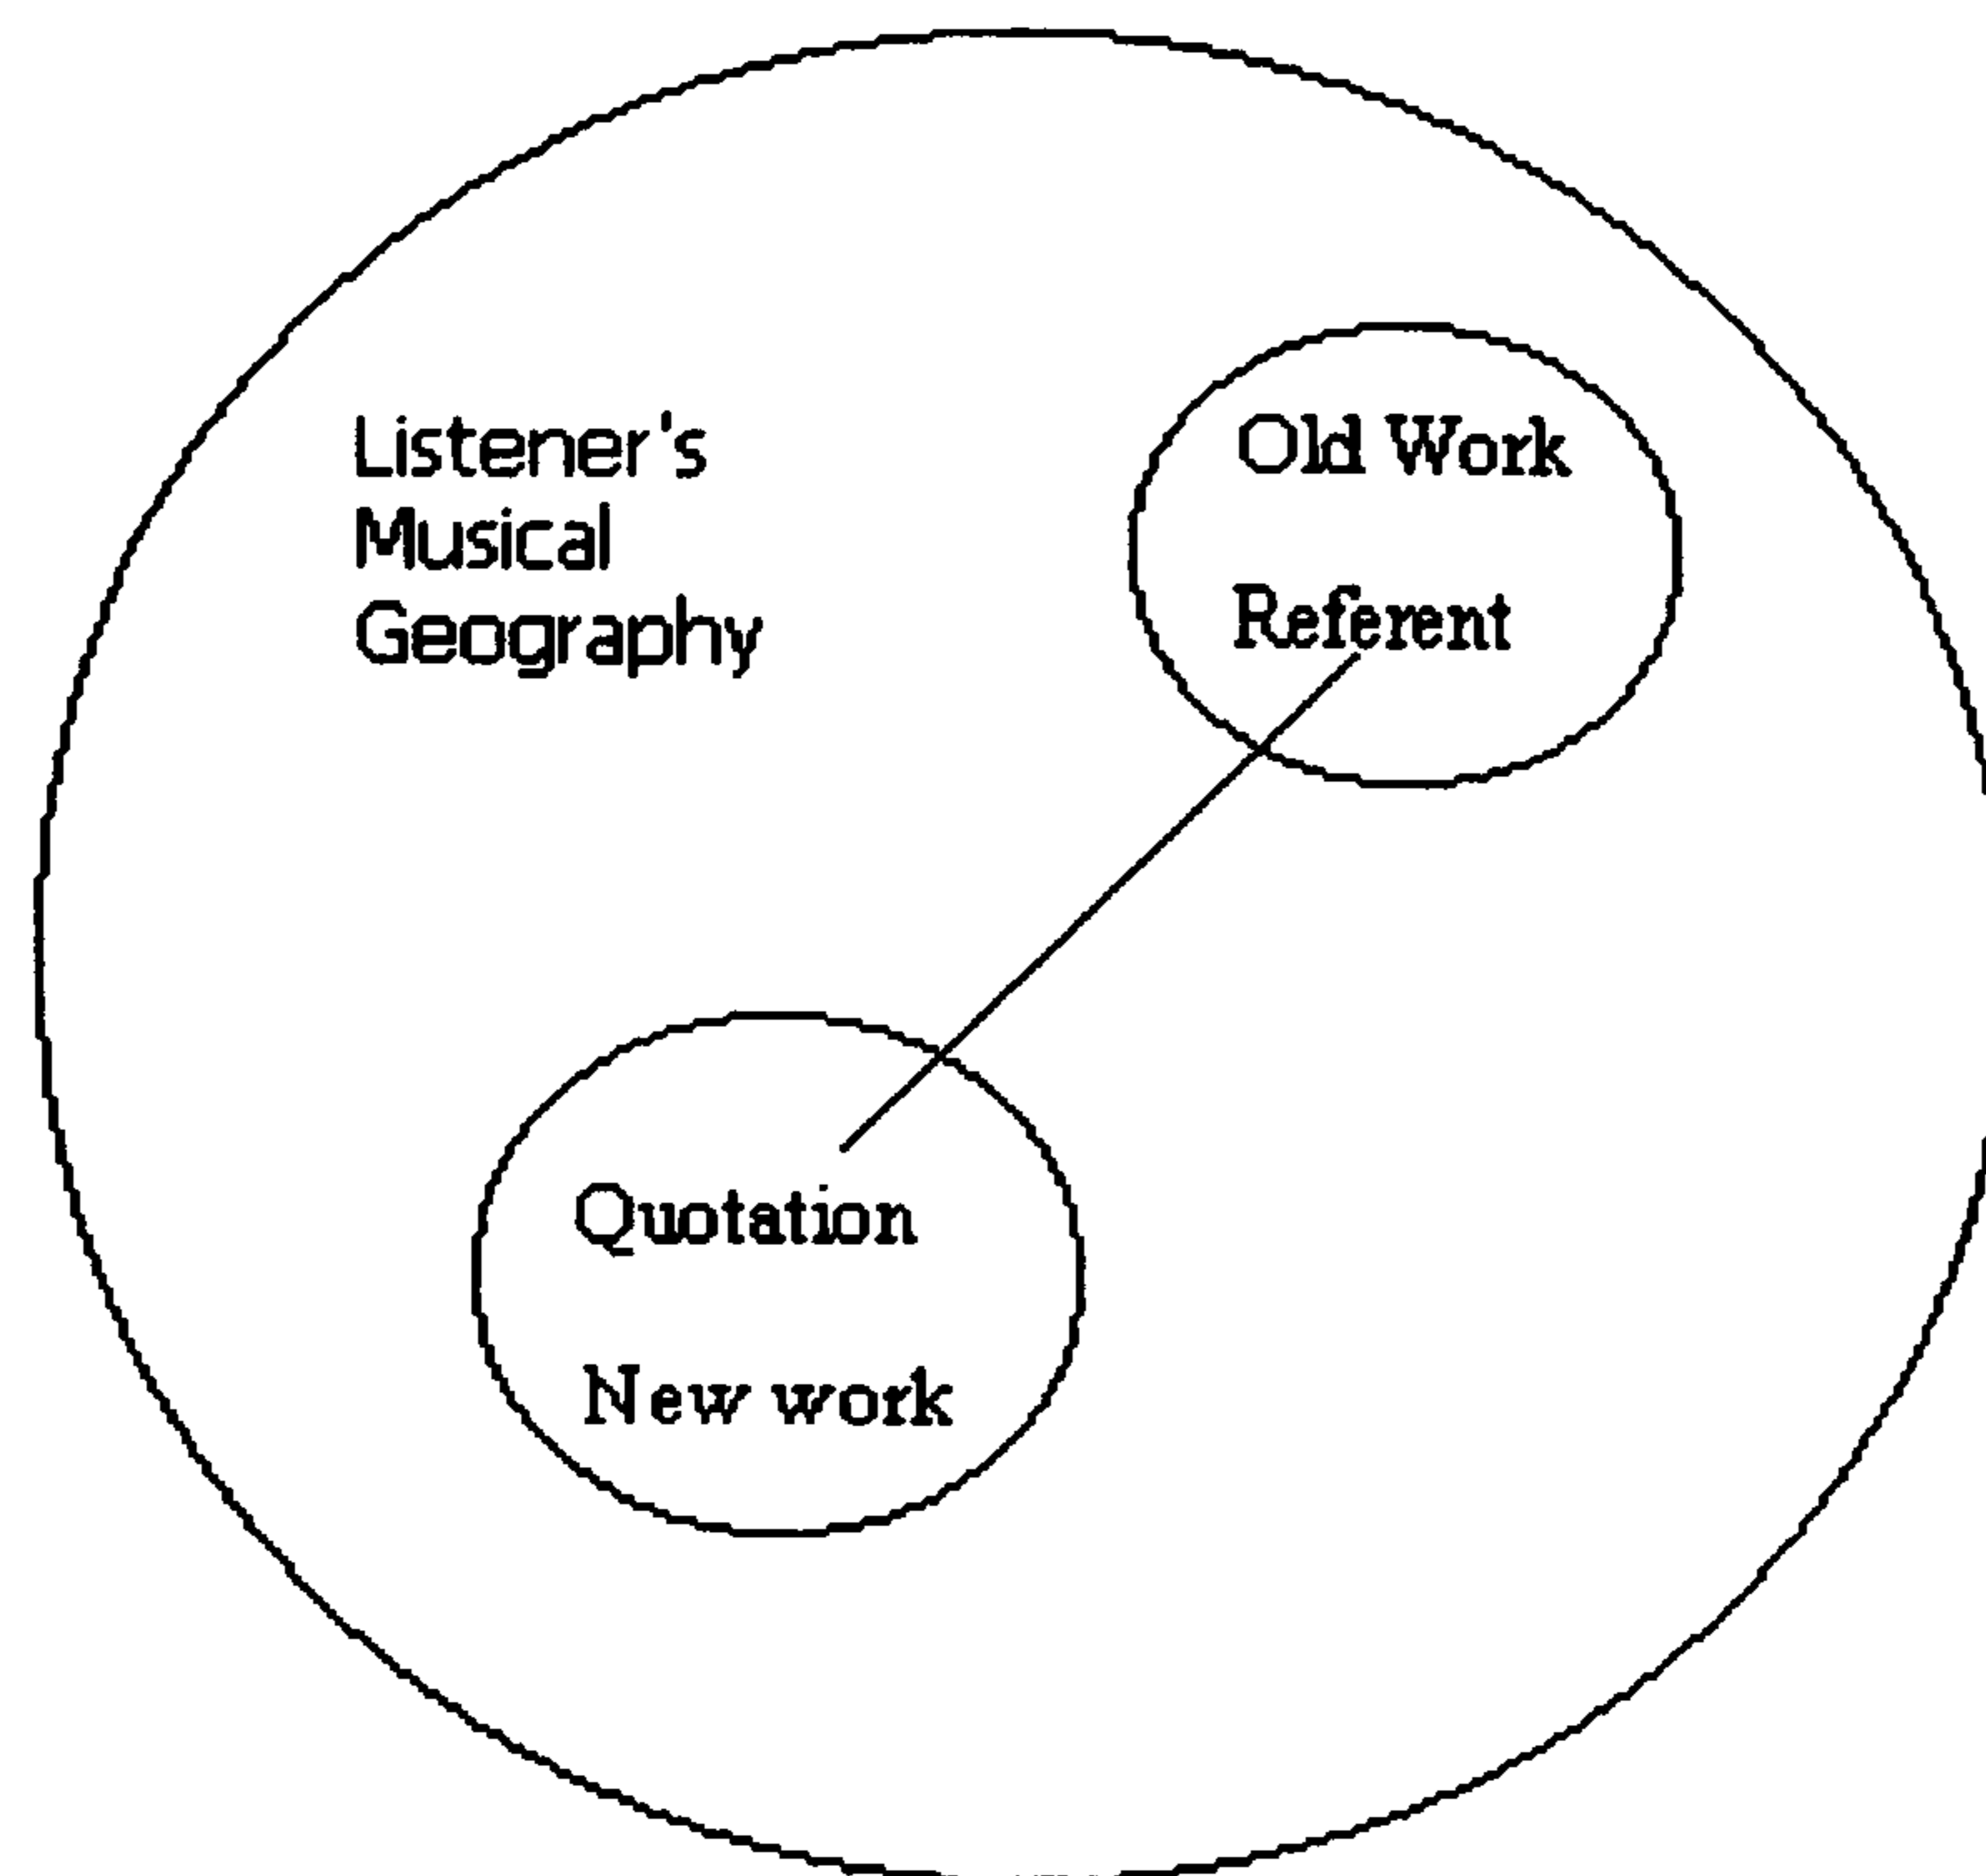 Listener's
Musical
Geography
Old Work
Referent
Quotation
New work